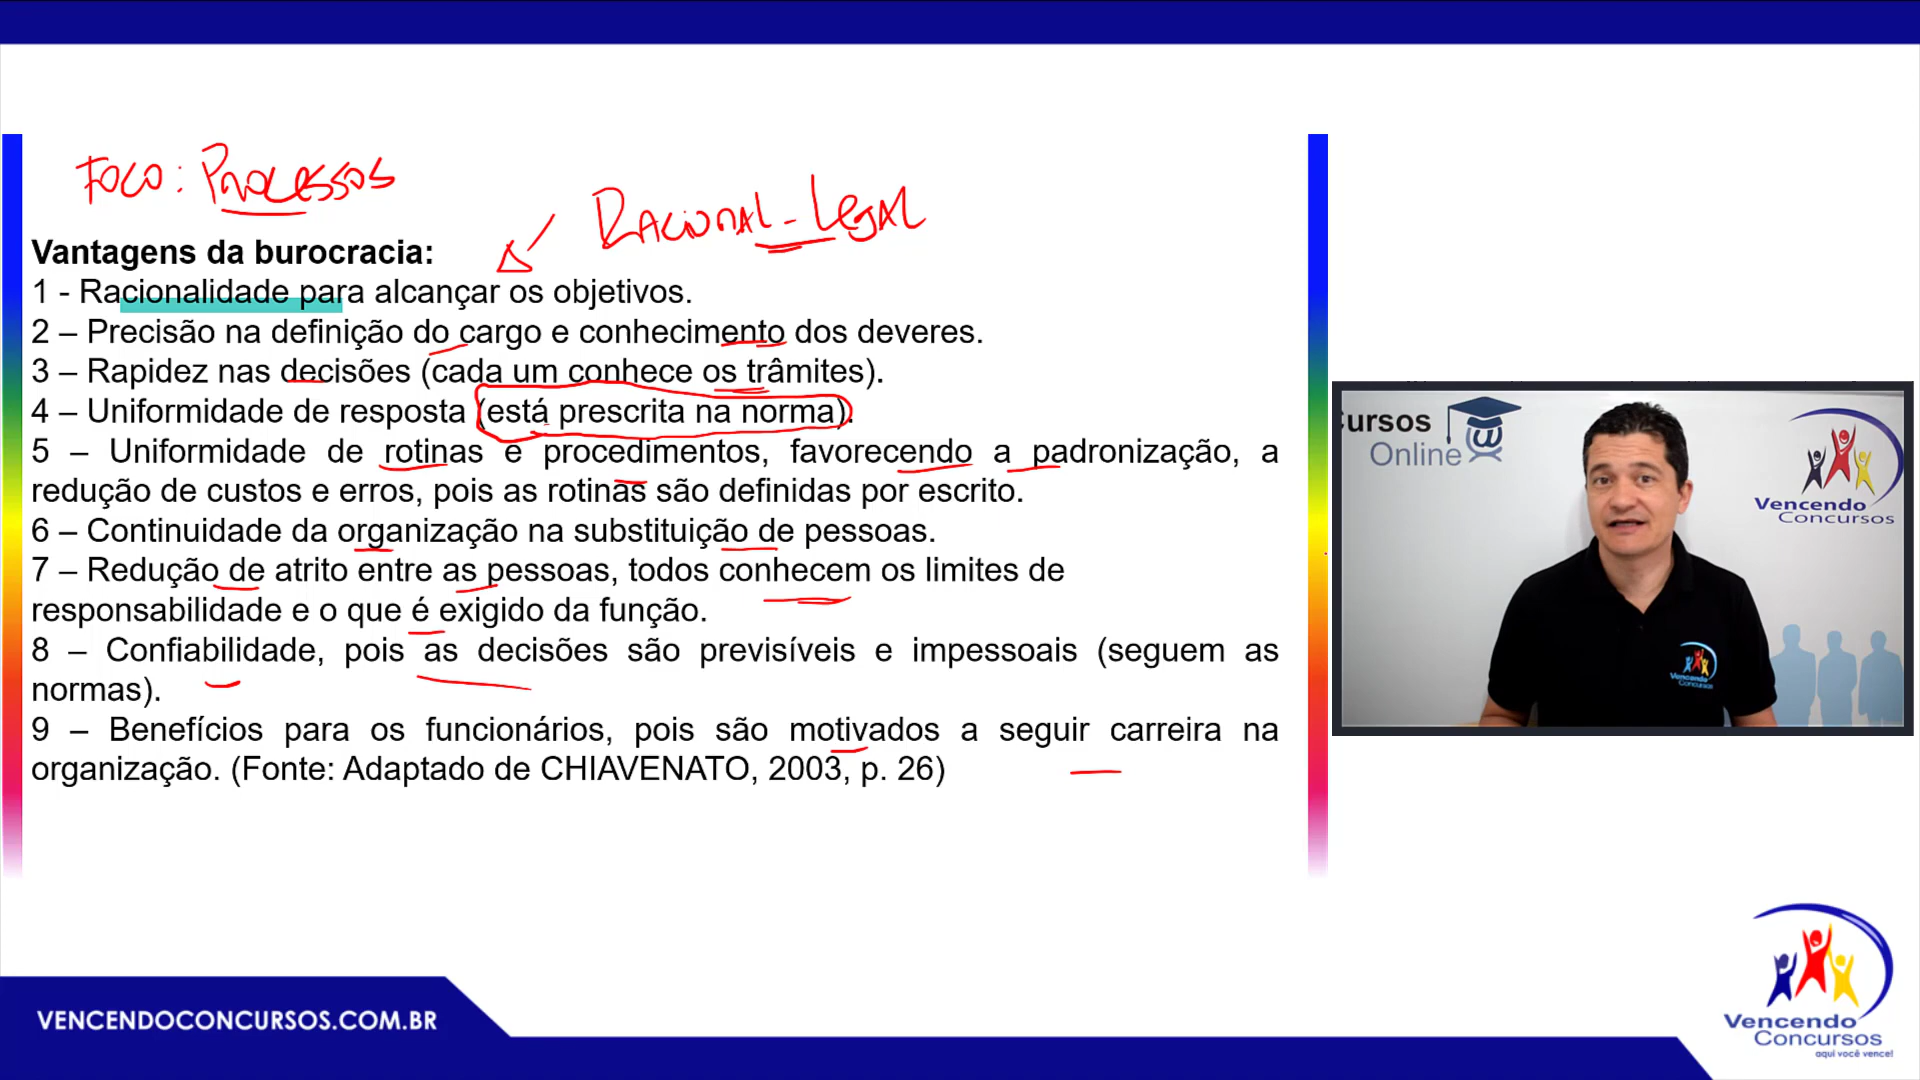 Foco: Processos
Racional-Legal
Vantagens da burocracia:
1 - Racionalidade para alcançar os objetivos.
2 – Precisão na definição do cargo e conhecimento dos deveres.
3 – Rapidez nas decisões (cada um conhece os trâmites).
4 – Uniformidade de resposta (está prescrita na norma).
5 – Uniformidade de rotinas e procedimentos, favorecendo a padronização, a
redução de custos e erros, pois as rotinas são definidas por escrito.
6 – Continuidade da organização na substituição de pessoas.
7 – Redução de atrito entre as pessoas, todos conhecem os limites de
responsabilidade e o que é exigido da função.
8 – Confiabilidade, pois as decisões são previsíveis e impessoais (seguem as
normas).
9 – Benefícios para os funcionários, pois são motivados a seguir carreira na
organização. (Fonte: Adaptado de CHIAVENATO, 2003, p. 26)
Cursos
Online
Vencendo
Concursos
Vencendo
Concursos
VENCENDOCONCURSOS.COM.BR
Vencendo
Concursos
aqui você vence!